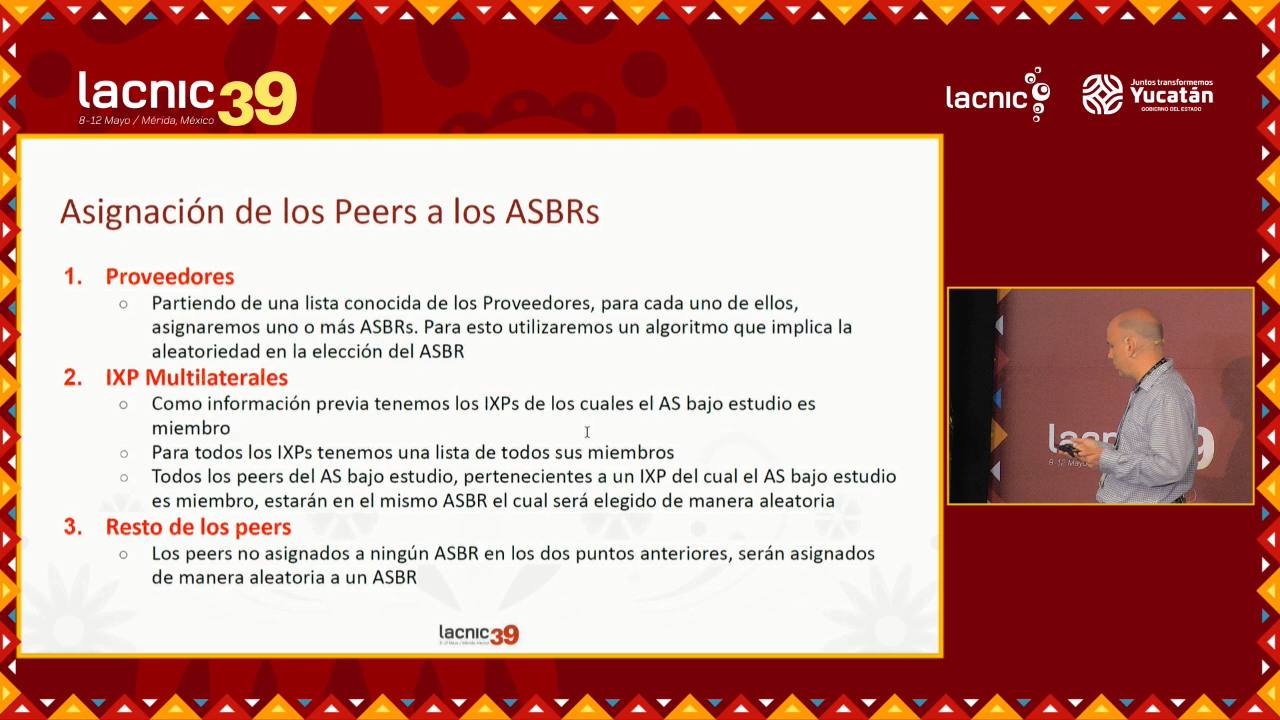 lacnic 39
8-12 Mayo / Mérida, México
lacnic
Juntos transformemos
Yucatán
GOBIERNO DEL ESTADO
Asignación de los Peers a los ASBRs
1. Proveedores
○ Partiendo de una lista conocida de los Proveedores, para cada uno de ellos,
asignaremos uno o más ASBRs. Para esto utilizaremos un algoritmo que implica la
aleatoriedad en la elección del ASBR
2. IXP Multilaterales
○ Como información previa tenemos los IXPs de los cuales el AS bajo estudio es
miembro
○ Para todos los IXPs tenemos una lista de todos sus miembros
○ Todos los peers del AS bajo estudio, pertenecientes a un IXP del cual el AS bajo estudio
es miembro, estarán en el mismo ASBR el cual será elegido de manera aleatoria
3. Resto de los peers
○ Los peers no asignados a ningún ASBR en los dos puntos anteriores, serán asignados
de manera aleatoria a un ASBR
lacnic 39